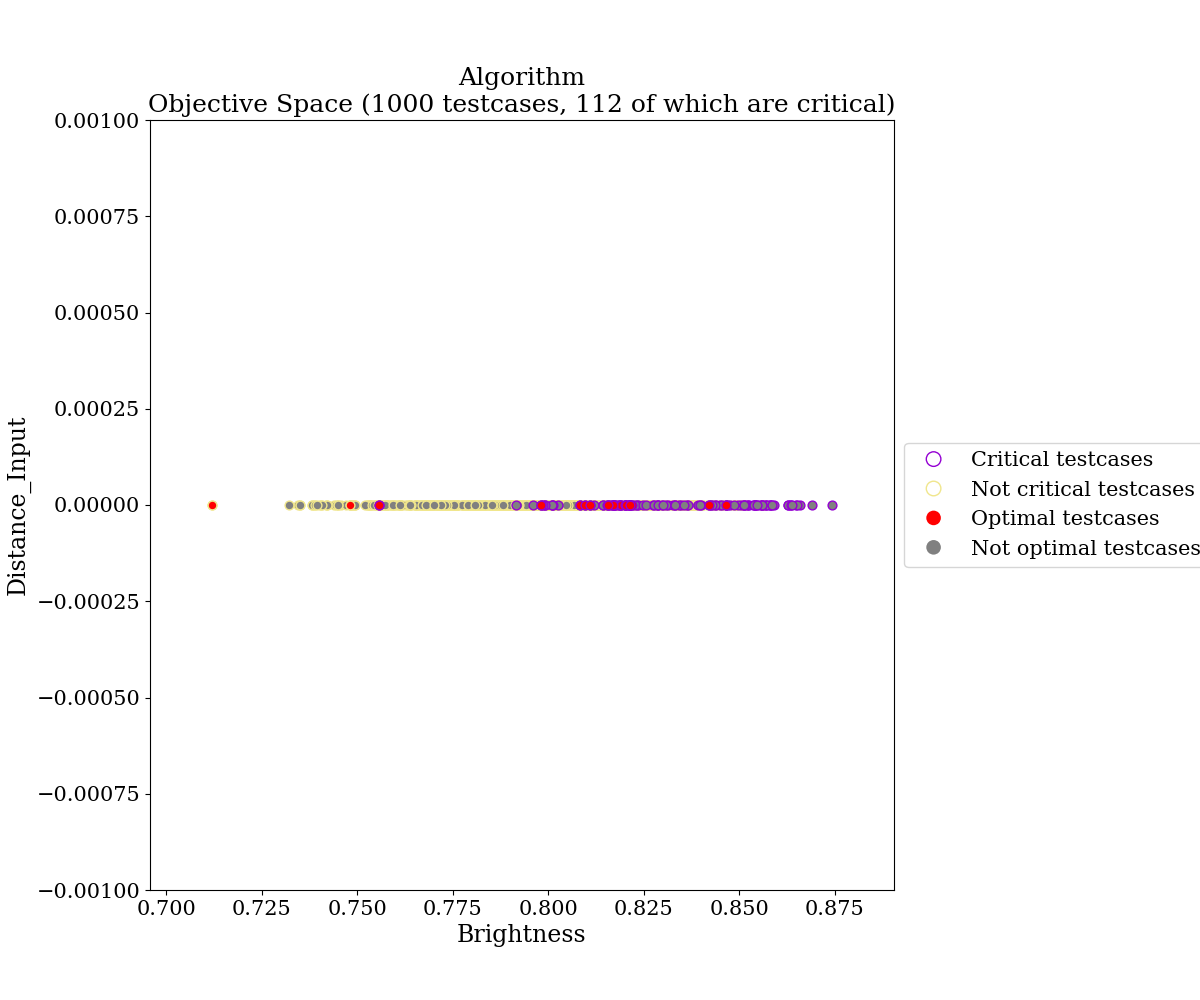 Algorithm
Objective Space (1000 testcases, 112 of which are critical)
0.00100
0.00075
0.00050
0.00025
0.00000
−0.00025
−0.00050
−0.00075
−0.00100
Distance_Input
0.700 0.725 0.750 0.775 0.800 0.825 0.850 0.875
Brightness
Critical testcases
Not critical testcases
Optimal testcases
Not optimal testcases